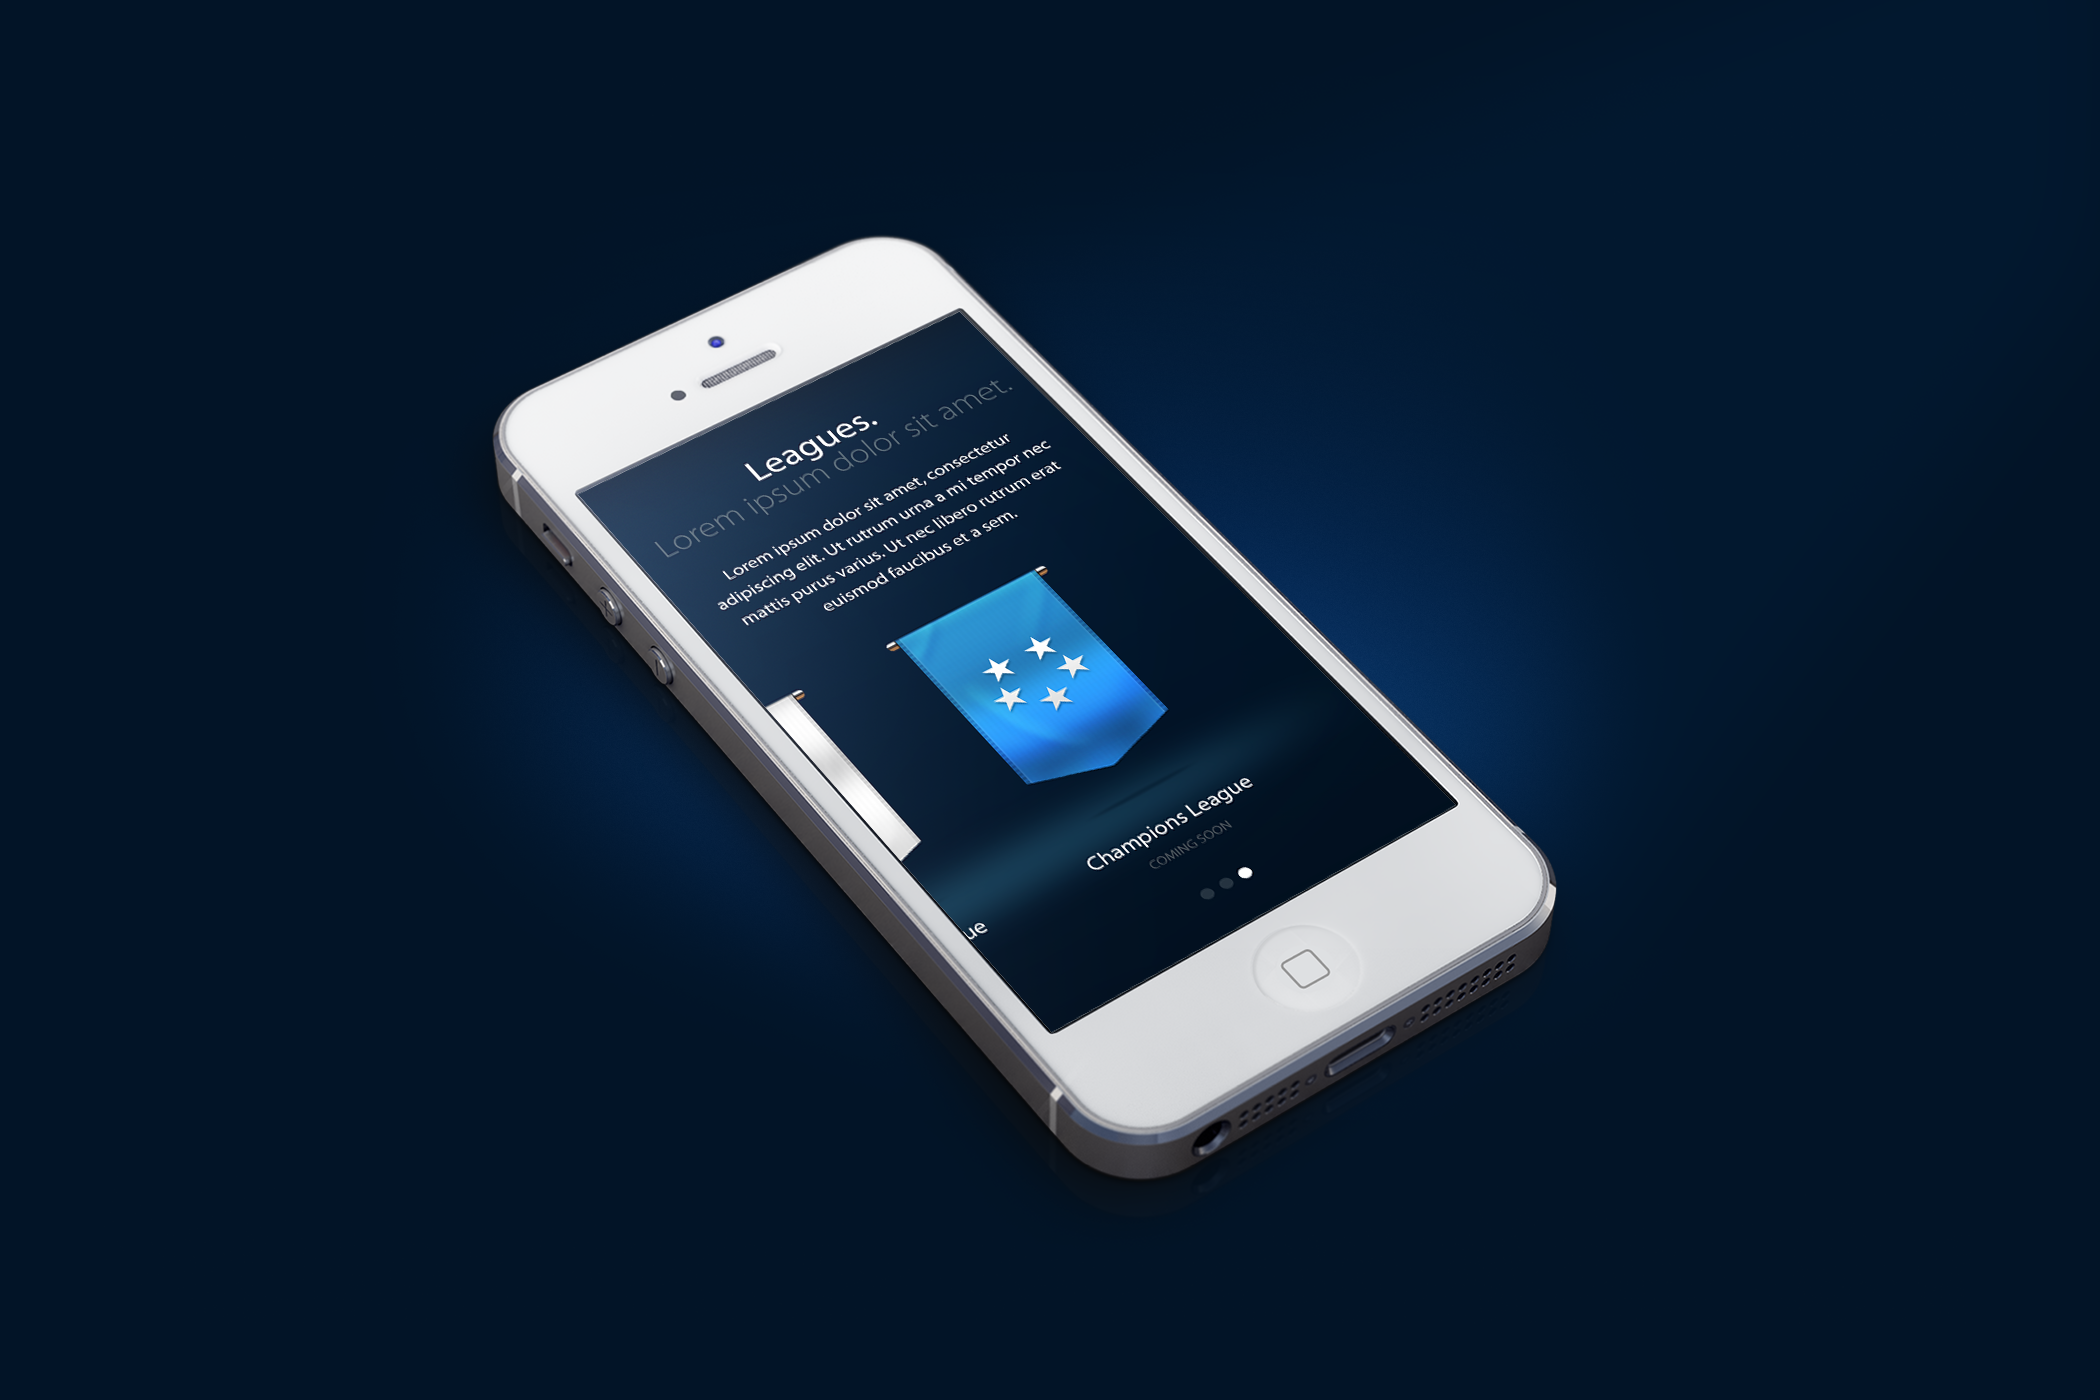 Leagues.
Lorem ipsum dolor sit amet.
Lorem ipsum dolor sit amet, consectetur
adipiscing elit. Ut rutrum urna a mi tempor nec
mattis purus varius. Ut nec libero rutrum erat
euismod faucibus et a sem.
Champions League
COMING SOON
ue